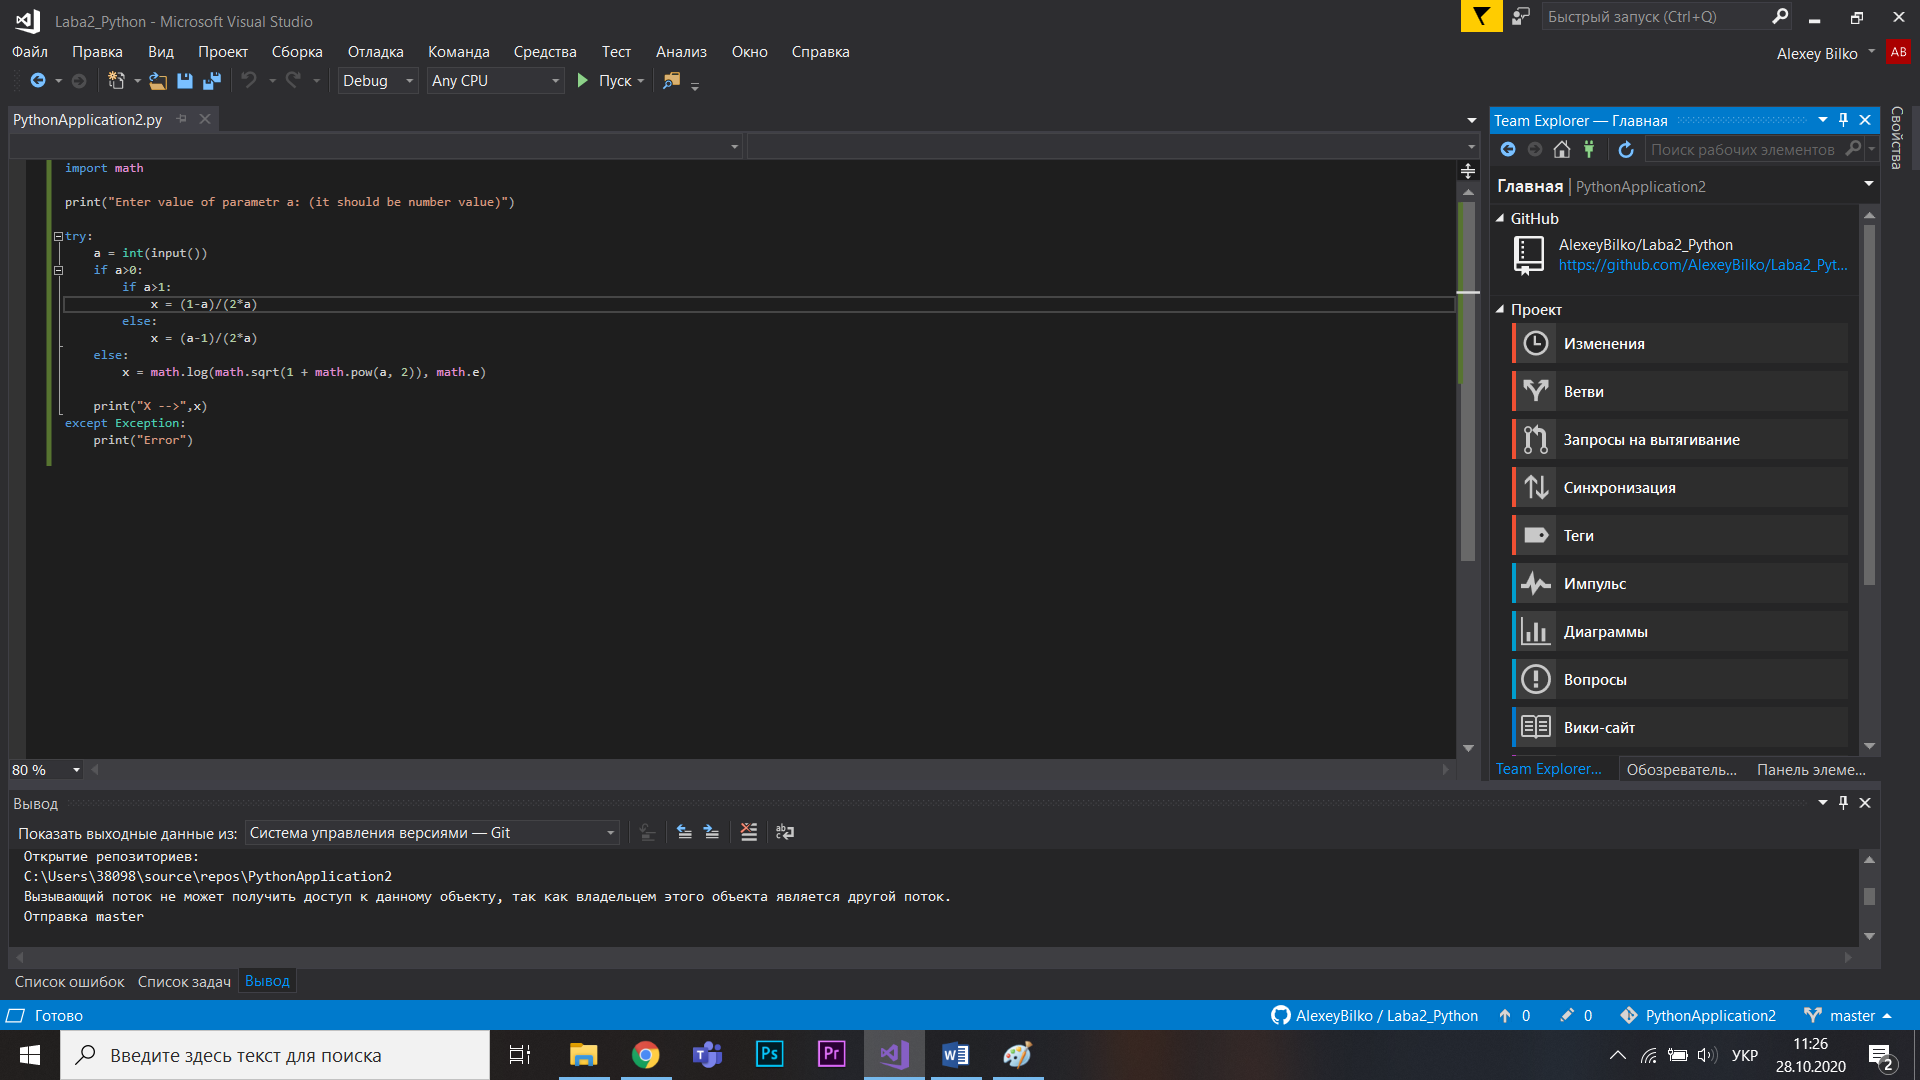 Laba2_Python - Microsoft Visual Studio
Быстрый запуск (Ctrl+Q)
Файл Правка Вид Проект Сборка Отладка Команда Средства Тест Анализ Окно Справка
Alexey Bilko AB
Debug Any CPU Пуск
PythonApplication2.py
import math
print("Enter value of parametr a: (it should be number value)")
try:
a = int(input())
if a>0:
if a>1:
x = (1-a)/(2*a)
else:
x = (a-1)/(2*a)
else:
x = math.log(math.sqrt(1 + math.pow(a, 2)), math.e)
print("X -->",x)
except Exception:
print("Error")
80 %
Team Explorer — Главная
Поиск рабочих элементов
Главная | PythonApplication2
GitHub
AlexeyBilko/Laba2_Python
https://github.com/AlexeyBilko/Laba2_Pyt...
Проект
Изменения
Ветви
Запросы на вытягивание
Синхронизация
Теги
Импульс
Диаграммы
Вопросы
Вики-сайт
Team Explorer... Обозреватель... Панель элеме...
Свойства
Вывод
Показать выходные данные из: Система управления версиями — Git
Открытие репозиториев:
C:\Users\38098\source\repos\PythonApplication2
Вызывающий поток не может получить доступ к данному объекту, так как владельцем этого объекта является другой поток.
Отправка master
Список ошибок Список задач Вывод
Готово
AlexeyBilko / Laba2_Python 0 0 PythonApplication2 master
Введите здесь текст для поиска
Ps Pr
УКР
11:26
28.10.2020
2